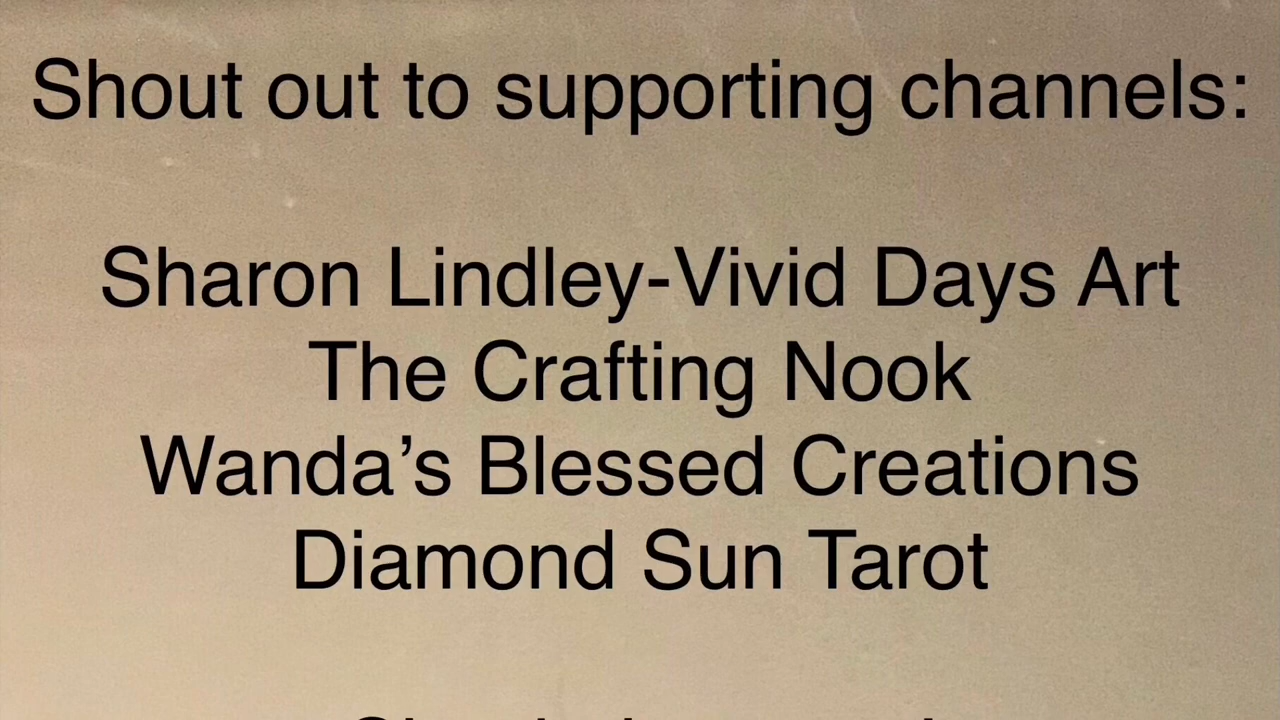 Shout out to supporting channels:
Sharon Lindley-Vivid Days Art
The Crafting Nook
Wanda’s Blessed Creations
Diamond Sun Tarot